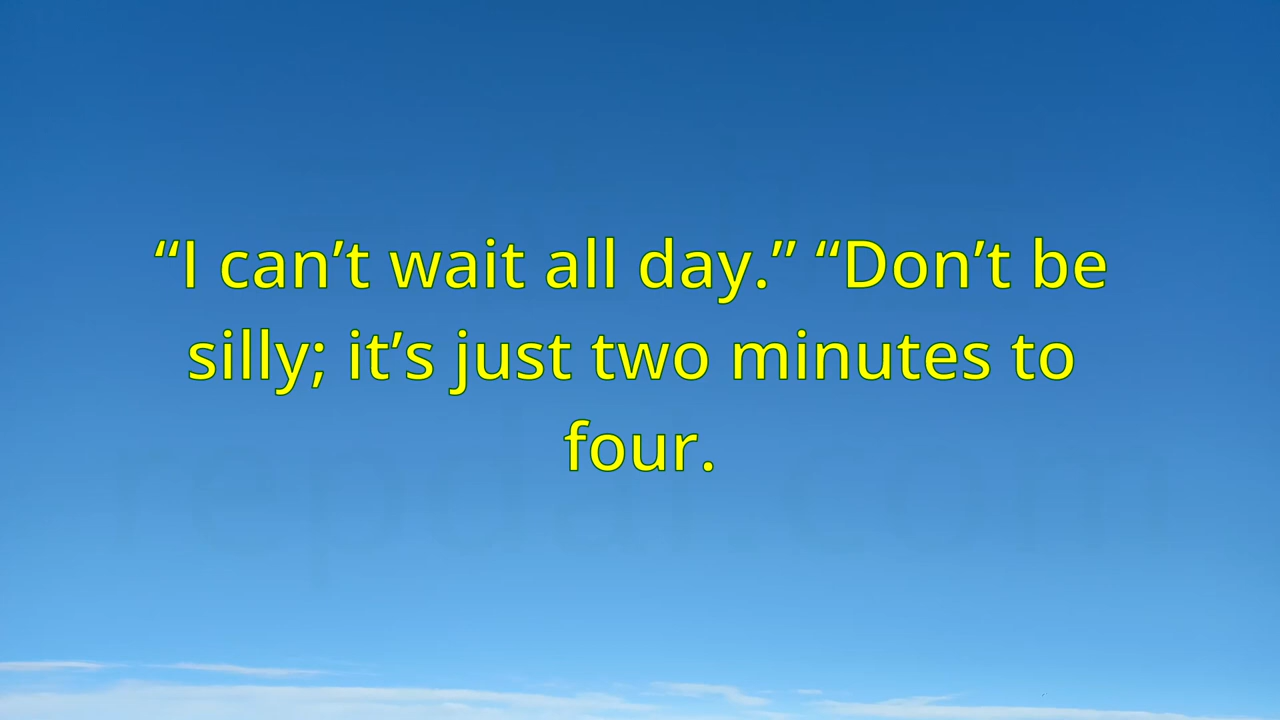 “I can’t wait all day.” “Don’t be
silly; it’s just two minutes to
four.